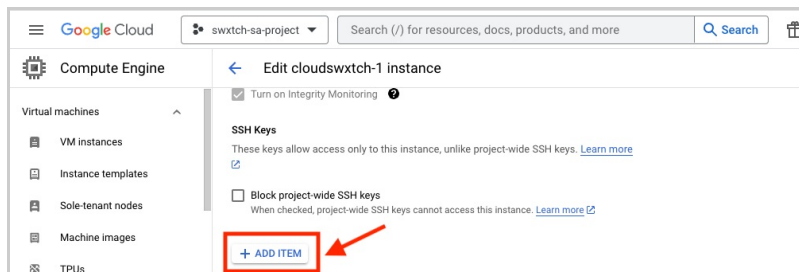 Google Cloud
swxtch-sa-project
Search (/) for resources, docs, products, and more
Search
Compute Engine
Edit cloudswxtch-1 instance
Virtual machines
VM instances
Instance templates
Sole-tenant nodes
Machine images
TPUs
Turn on Integrity Monitoring
SSH Keys
These keys allow access only to this instance, unlike project-wide SSH keys. Learn more
Block project-wide SSH keys
When checked, project-wide SSH keys cannot access this instance. Learn more
+ ADD ITEM